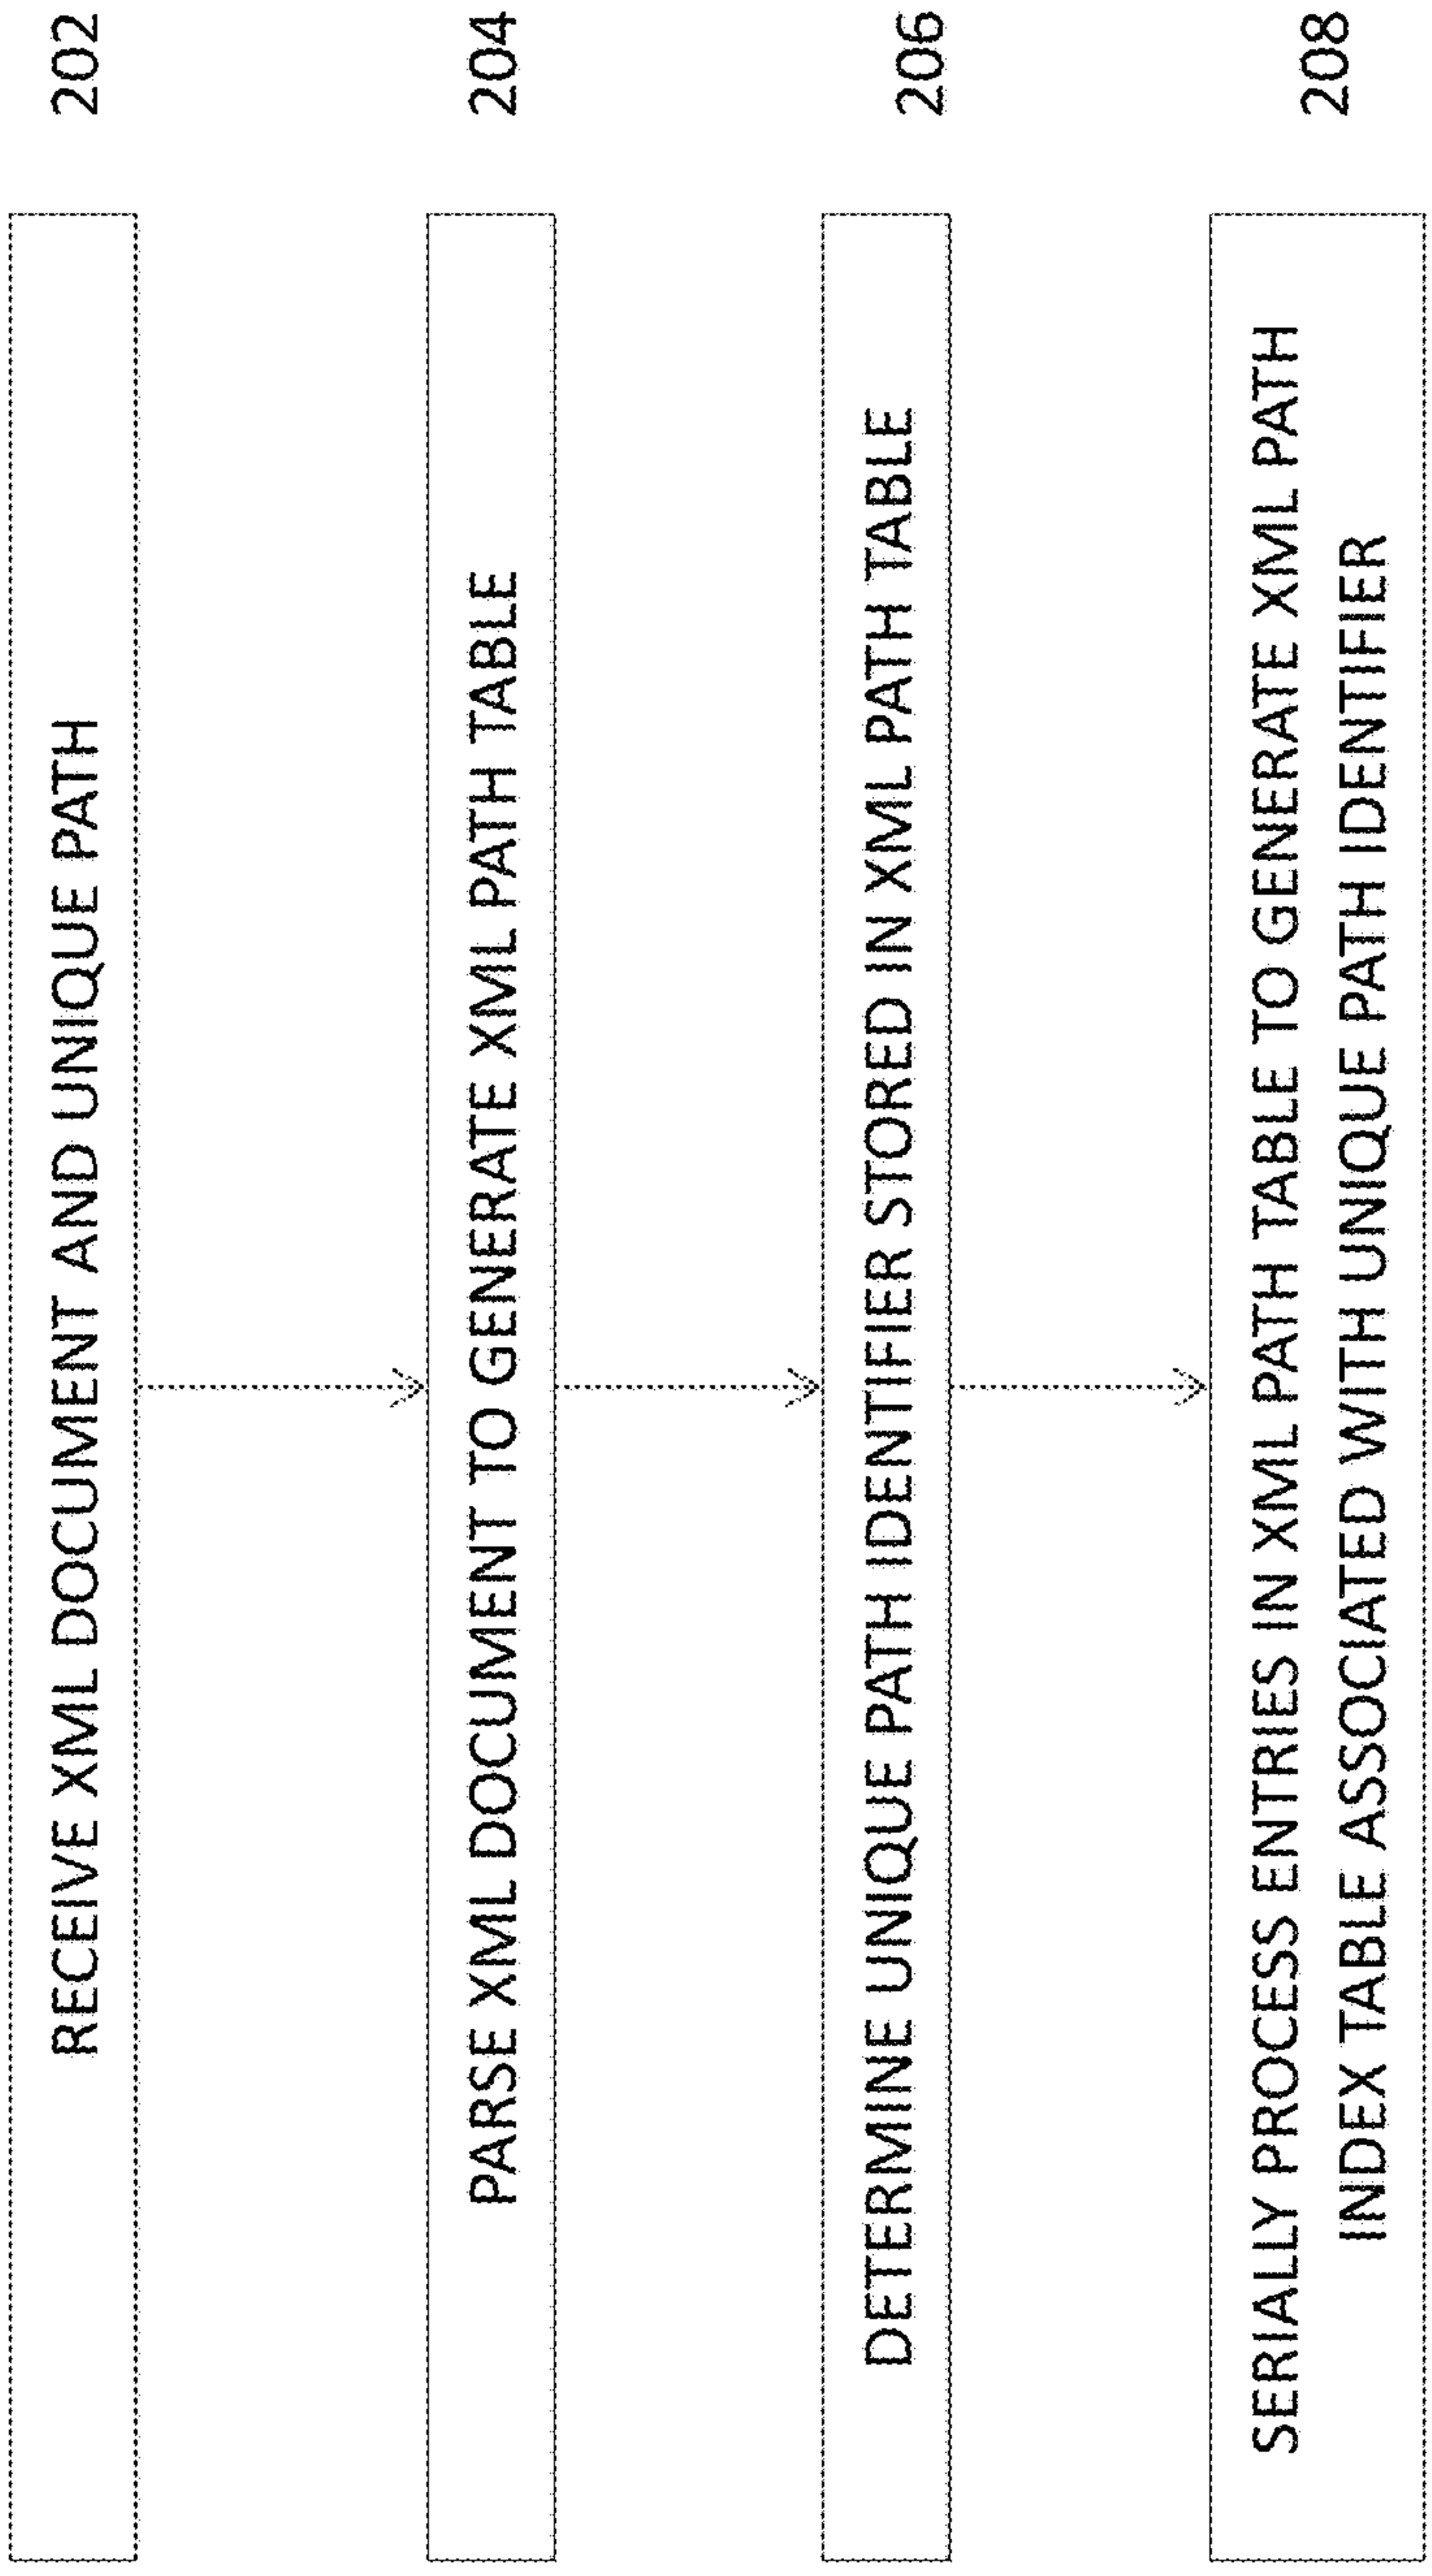 RECEIVE XML DOCUMENT AND UNIQUE PATH
202
PARSE XML DOCUMENT TO GENERATE XML PATH TABLE
204
DETERMINE UNIQUE PATH IDENTIFIER STORED IN XML PATH TABLE
206
SERIALLY PROCESS ENTRIES IN XML PATH TABLE TO GENERATE XML PATH
INDEX TABLE ASSOCIATED WITH UNIQUE PATH IDENTIFIER
208